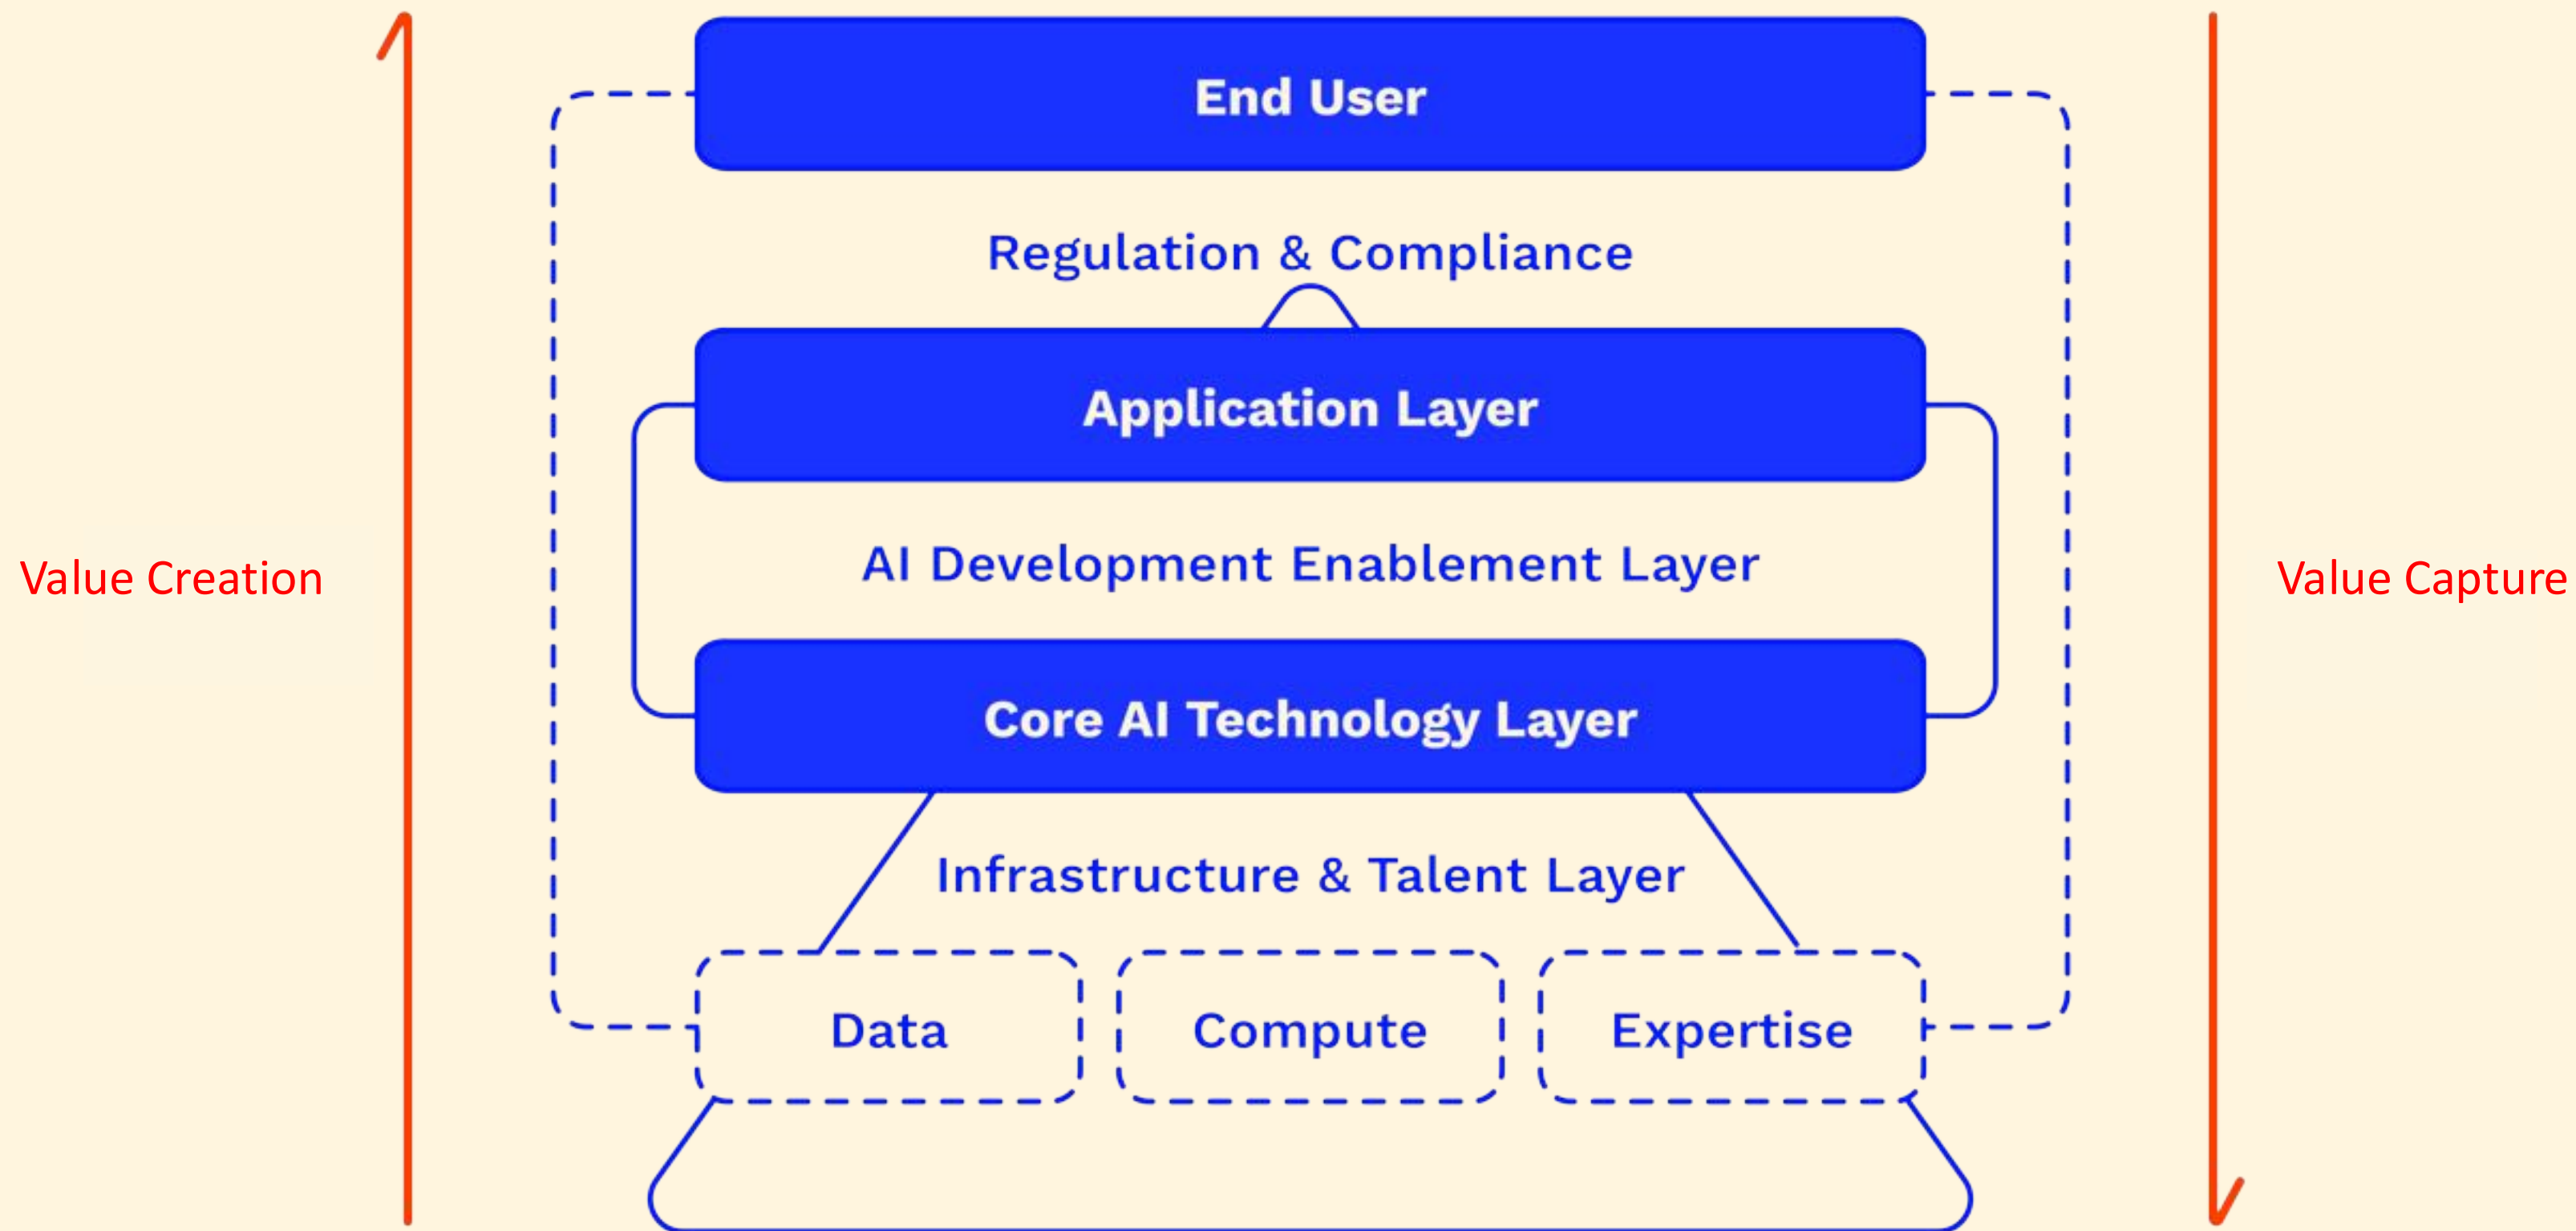 End User
Regulation & Compliance
Application Layer
AI Development Enablement Layer
Value Creation
Value Capture
Core AI Technology Layer
Infrastructure & Talent Layer
Data
Compute
Expertise